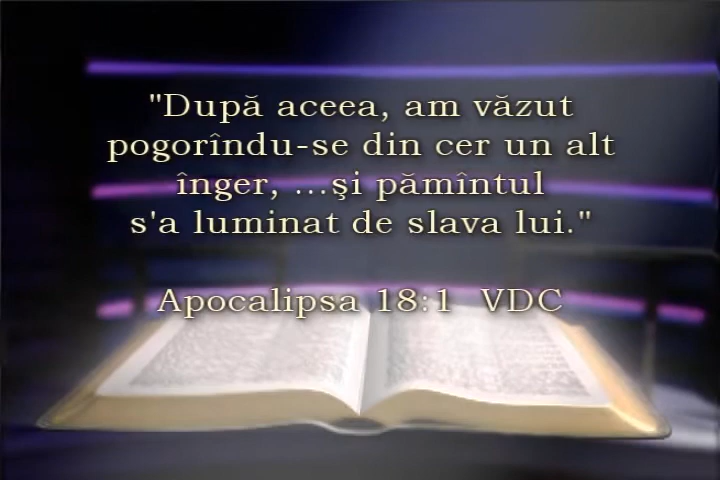 "După aceea, am văzut
pogorîndu-se din cer un alt
înger, ...şi pămîntul
s'a luminat de slava lui."
Apocalipsa 18:1 VDC